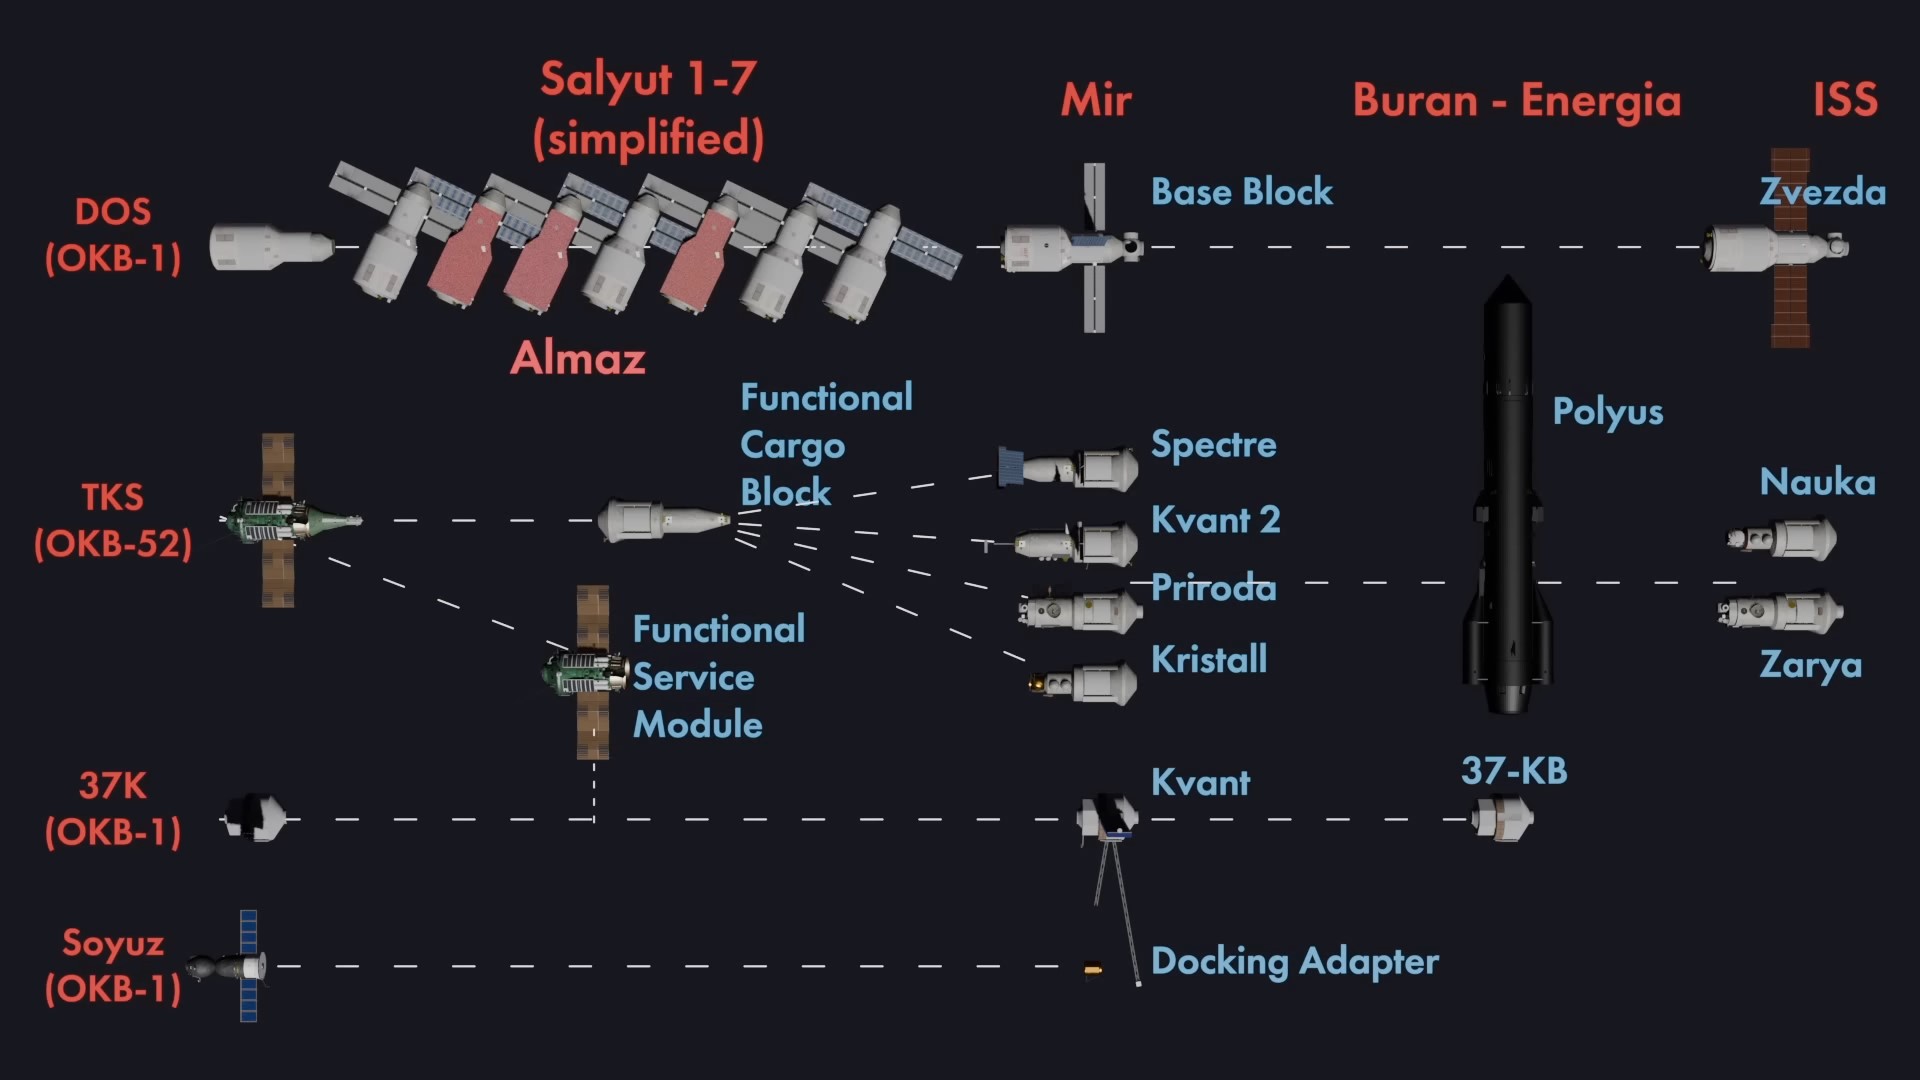 Salyut 1-7
(simplified)
Mir
Buran - Energia
ISS
DOS
(OKB-1)
Base Block
Zvezda
Almaz
Functional
Cargo
Block
TKS
(OKB-52)
Spectre
Kvant 2
Priroda
Kristall
Polyus
Nauka
Zarya
Functional
Service
Module
37K
(OKB-1)
Kvant
37-KB
Soyuz
(OKB-1)
Docking Adapter